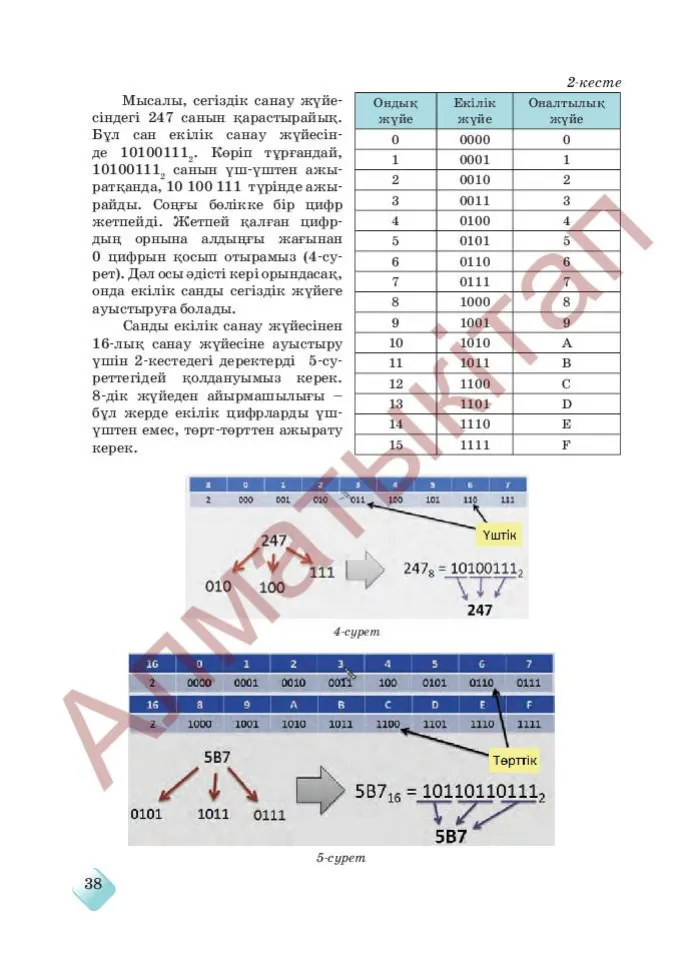 2-кесте
Мысалы, сегіздік санау жүйе-
сіндегі 247 санын қарастырайық.
Бұл сан екілік санау жүйесін-
де 10100111₂. Көріп тұрғандай,
10100111₂ санын үш-үштен ажы-
ратқанда, 10 100 111 түрінде ажы-
райды. Соңғы бөлікке бір цифр
жетпейді. Жетпей қалған цифр-
дың орнына алдыңғы жағынан
0 цифрын қосып отырамыз (4-су-
рет). Дәл осы әдісті кері орындасақ,
онда екілік санды сегіздік жүйеге
ауыстыруға болады.
Санды екілік санау жүйесінен
16-лық санау жүйесіне ауыстыру
үшін 2-кестедегі деректерді 5-су-
реттегідей қолдануымыз керек.
8-дік жүйеден айырмашылығы –
бұл жерде екілік цифрларды үш-
үштен емес, төрт-төрттен ажырату
керек.
Ондық жүйе Екілік жүйе Оналтылық жүйе
0 0000 0
1 0001 1
2 0010 2
3 0011 3
4 0100 4
5 0101 5
6 0110 6
7 0111 7
8 1000 8
9 1001 9
10 1010 A
11 1011 B
12 1100 C
13 1101 D
14 1110 E
15 1111 F
8 0 1 2 3 4 5 6 7
2 000 001 010 011 100 101 110 111
Үштік
247
010 100 111
247₈ = 10100111₂
247
4-сурет
16 0 1 2 3 4 5 6 7
2 0000 0001 0010 0011 100 0101 0110 0111
16 8 9 A B C D E F
2 1000 1001 1010 1011 1100 1101 1110 1111
Төрттік
5B7
0101 1011 0111
5B7₁₆ = 10110110111₂
5B7
5-сурет
38
Алматыкітап